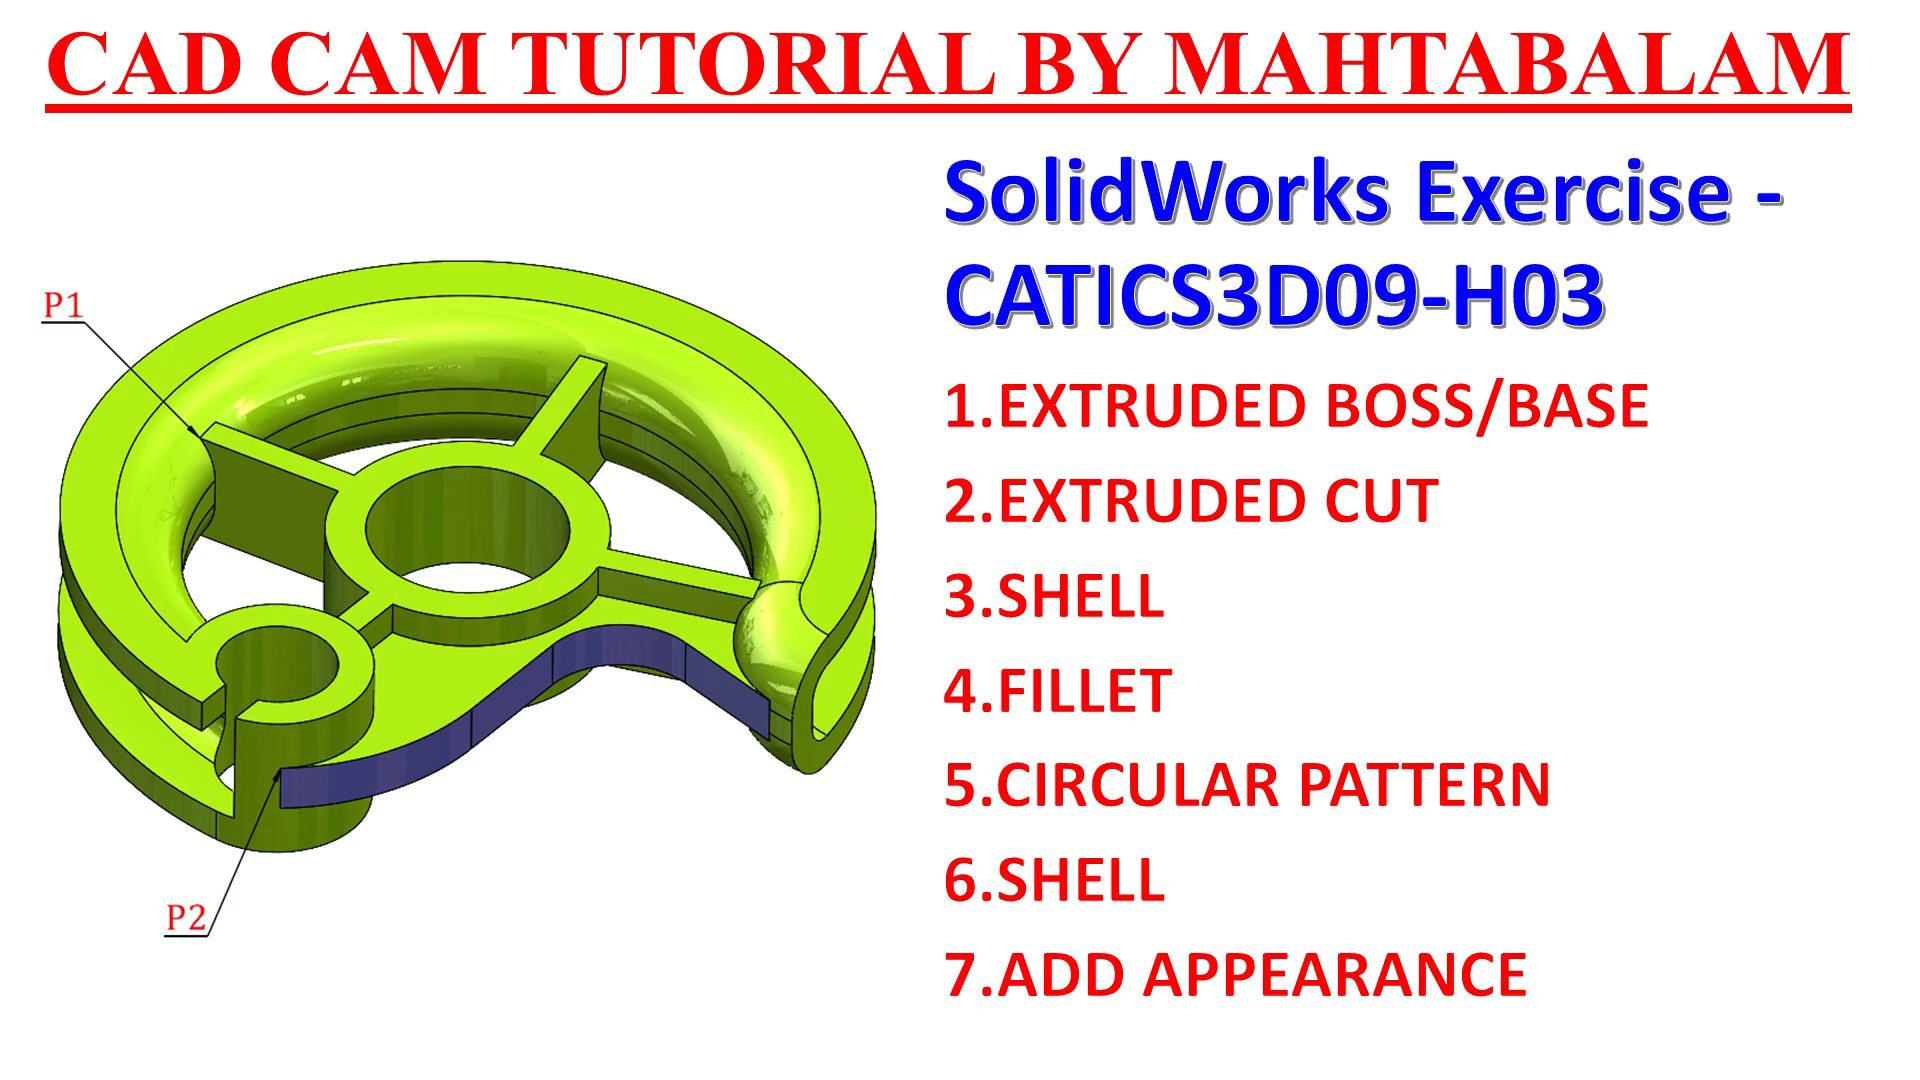 CAD CAM TUTORIAL BY MAHTABALAM
SolidWorks Exercise -
CATICS3D09-H03
P1
1.EXTRUDED BOSS/BASE
2.EXTRUDED CUT
3.SHELL
4.FILLET
5.CIRCULAR PATTERN
6.SHELL
P2
7.ADD APPEARANCE